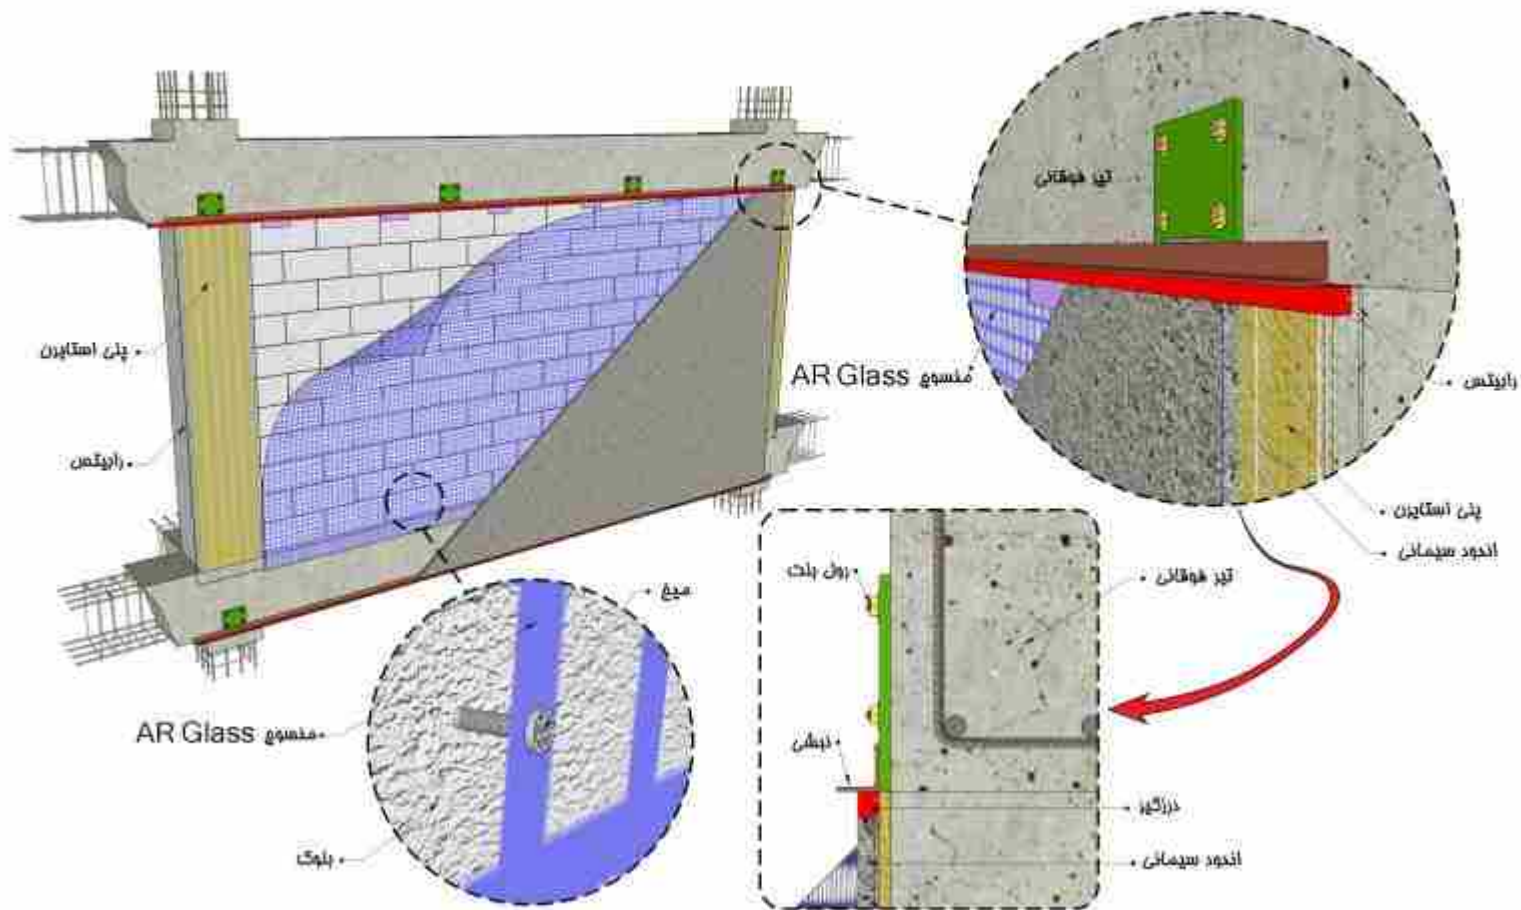 پلی استایرن
رابیتس
منسوج AR Glass
بلوک
میخ
تیر فوقانی
منسوج AR Glass
رابیتس
پلی استایرن
اندود سیمانی
رول بلت
تیر فوقانی
نبشی
درزگیر
اندود سیمانی